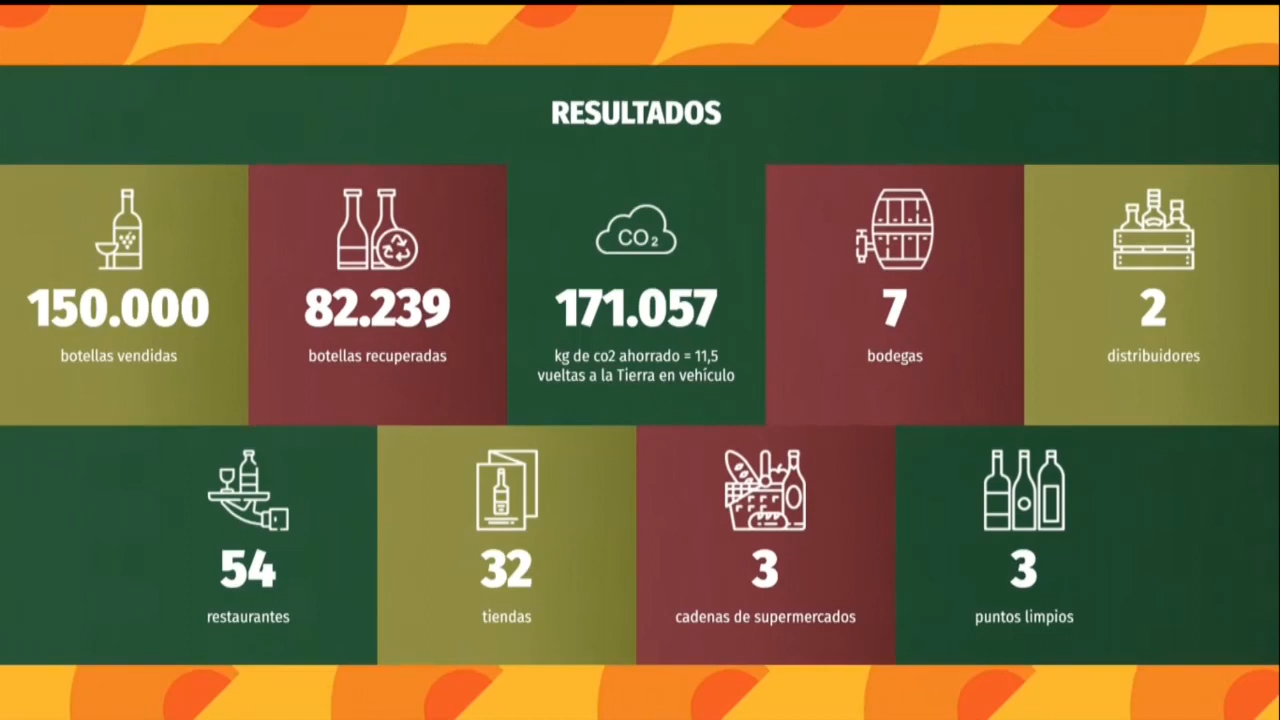 RESULTADOS
CO₂
150.000
botellas vendidas
82.239
botellas recuperadas
171.057
kg de co2 ahorrado = 11,5
vueltas a la Tierra en vehículo
7
bodegas
2
distribuidores
54
restaurantes
32
tiendas
3
cadenas de supermercados
3
puntos limpios